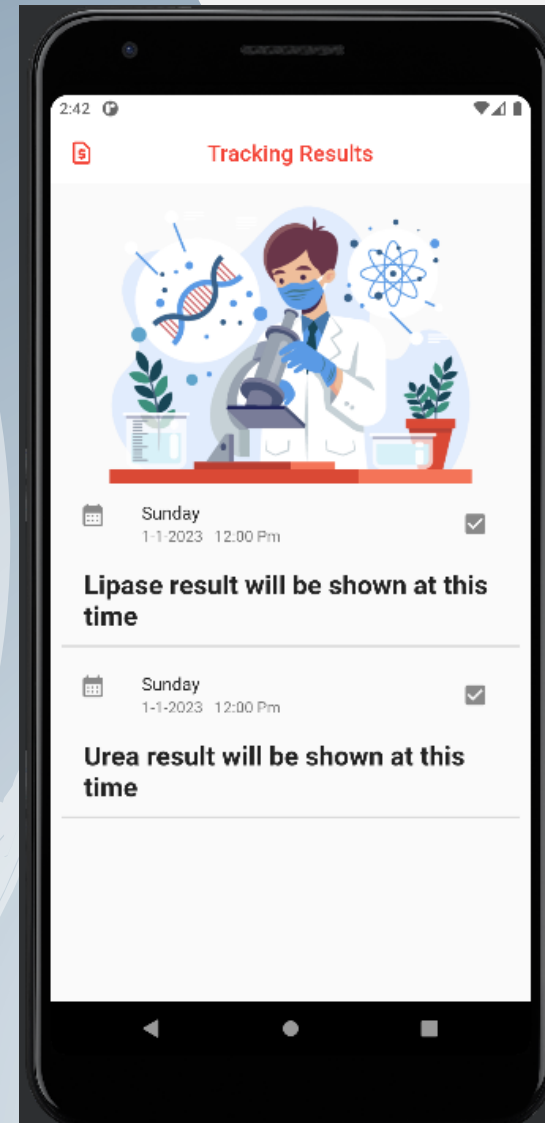 2:42
Tracking Results
Sunday
1-1-2023 12:00 Pm
Lipase result will be shown at this
time
Sunday
1-1-2023 12:00 Pm
Urea result will be shown at this
time